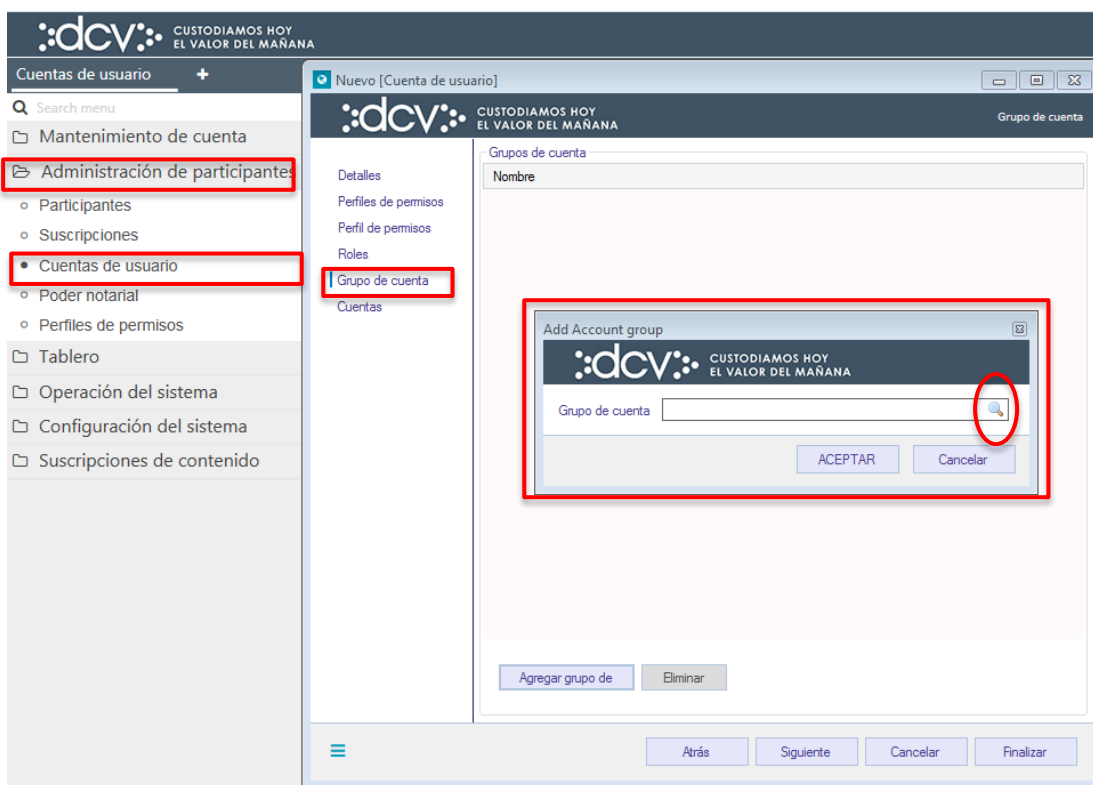 :dcv: CUSTODIAMOS HOY
EL VALOR DEL MAÑANA
Cuentas de usuario +
Search menu
Mantenimiento de cuenta
Administración de participantes
Participantes
Suscripciones
Cuentas de usuario
Poder notarial
Perfiles de permisos
Tablero
Operación del sistema
Configuración del sistema
Suscripciones de contenido
Nuevo [Cuenta de usuario]
:dcv: CUSTODIAMOS HOY
EL VALOR DEL MAÑANA
Grupo de cuenta
Detalles
Perfiles de permisos
Perfil de permisos
Roles
Grupo de cuenta
Cuentas
Grupos de cuenta
Nombre
Add Account group
:dcv: CUSTODIAMOS HOY
EL VALOR DEL MAÑANA
Grupo de cuenta
ACEPTAR Cancelar
Agregar grupo de Eliminar
Atrás Siguiente Cancelar Finalizar